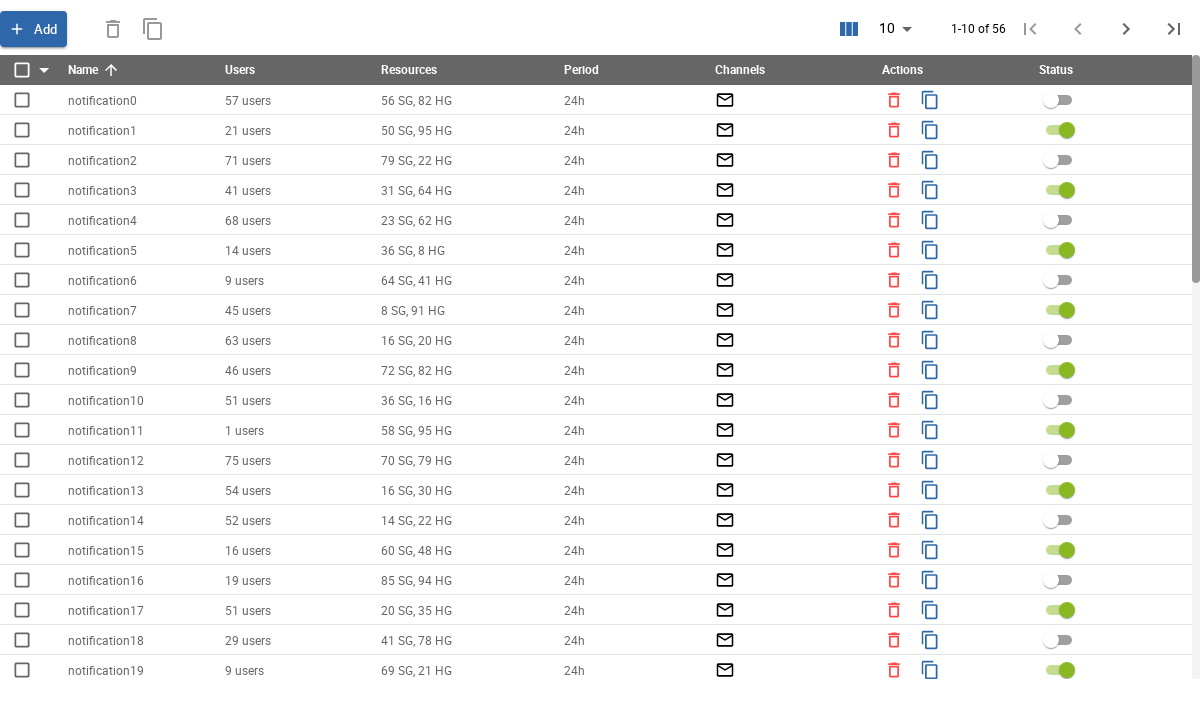 Add 10 1-10 of 56
Name Users Resources Period Channels Actions Status
notification0 57 users 56 SG, 82 HG 24h
notification1 21 users 50 SG, 95 HG 24h
notification2 71 users 79 SG, 22 HG 24h
notification3 41 users 31 SG, 64 HG 24h
notification4 68 users 23 SG, 62 HG 24h
notification5 14 users 36 SG, 8 HG 24h
notification6 9 users 64 SG, 41 HG 24h
notification7 45 users 8 SG, 91 HG 24h
notification8 63 users 16 SG, 20 HG 24h
notification9 46 users 72 SG, 82 HG 24h
notification10 51 users 36 SG, 16 HG 24h
notification11 1 users 58 SG, 95 HG 24h
notification12 75 users 70 SG, 79 HG 24h
notification13 54 users 16 SG, 30 HG 24h
notification14 52 users 14 SG, 22 HG 24h
notification15 16 users 60 SG, 48 HG 24h
notification16 19 users 85 SG, 94 HG 24h
notification17 51 users 20 SG, 35 HG 24h
notification18 29 users 41 SG, 78 HG 24h
notification19 9 users 69 SG, 21 HG 24h